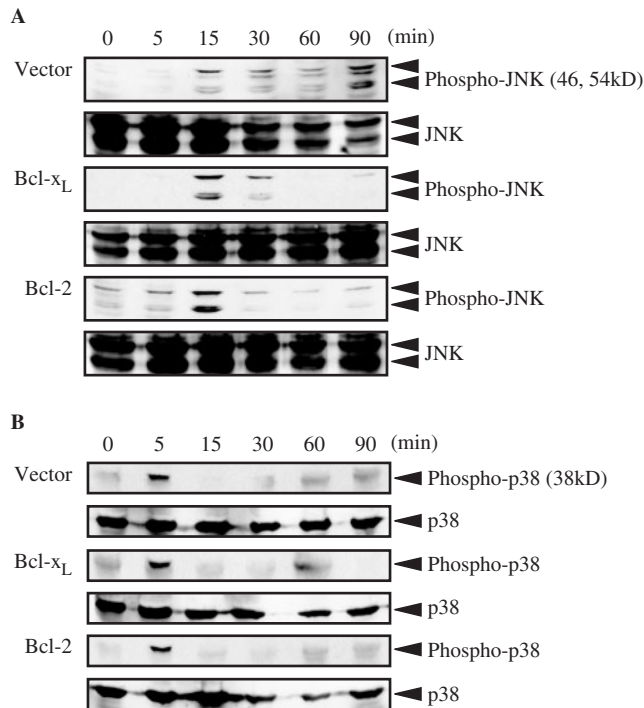 A
0 5 15 30 60 90 (min)
Vector
Phospho-JNK (46, 54kD)
JNK
Bcl-xL
Phospho-JNK
JNK
Bcl-2
Phospho-JNK
JNK
B
0 5 15 30 60 90 (min)
Vector
Phospho-p38 (38kD)
p38
Bcl-xL
Phospho-p38
p38
Bcl-2
Phospho-p38
p38